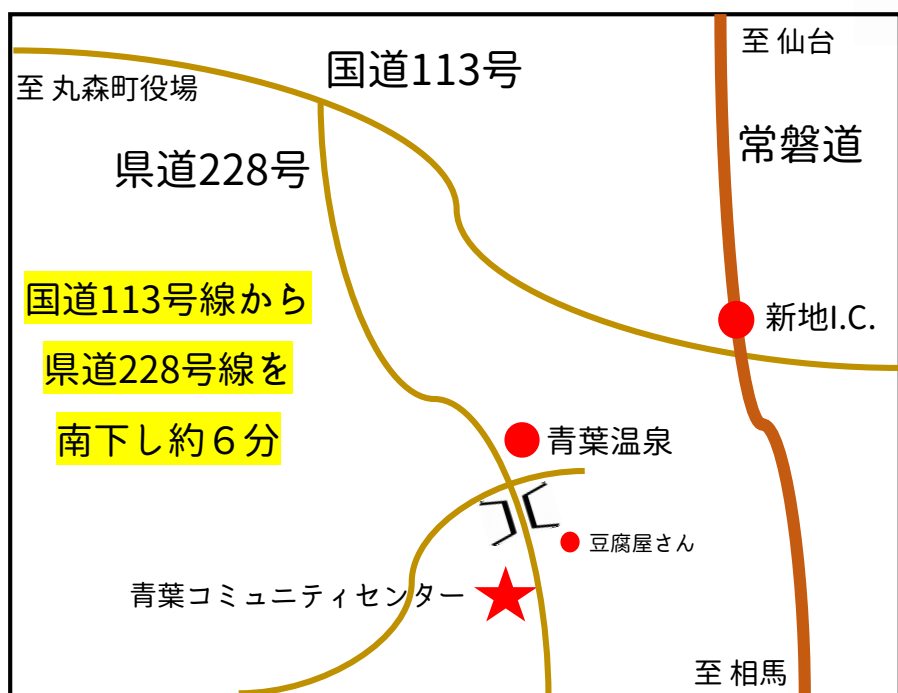 至 仙台
国道113号
至 丸森町役場
常磐道
県道228号
国道113号線から
県道228号線を
南下し約６分
新地I.C.
青葉温泉
豆腐屋さん
青葉コミュニティセンター
至 相馬